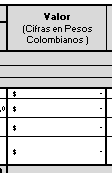 Valor
(Cifras en Pesos
Colombianos )
$ -
$ -
$ -
$ -